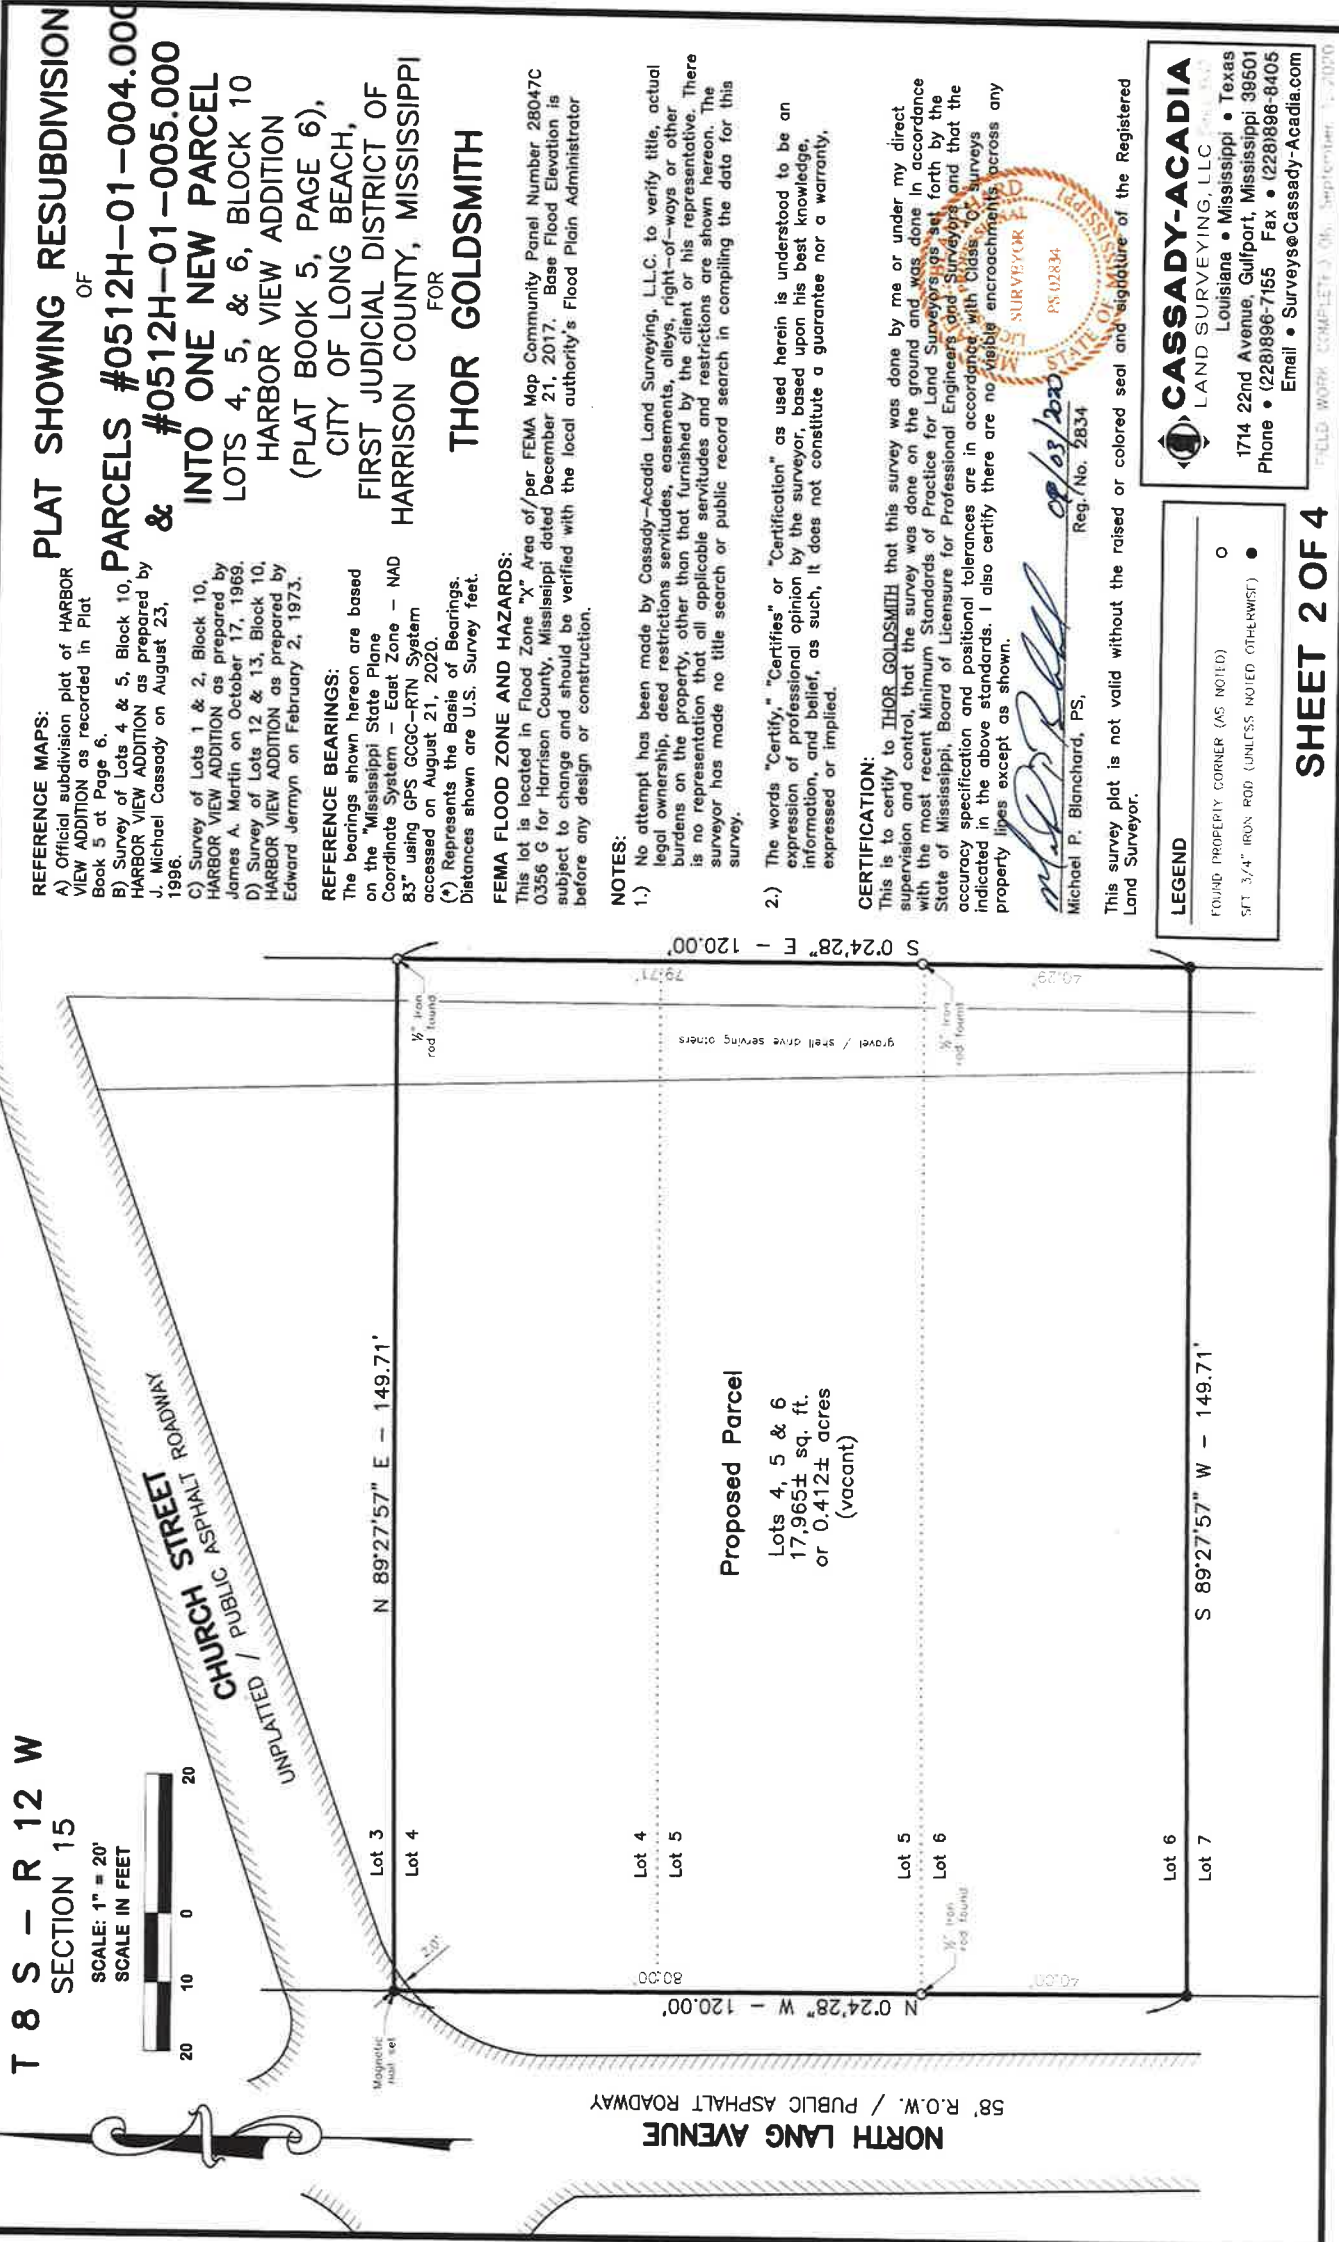 T 8 S – R 12 W
SECTION 15
SCALE: 1" = 20'
SCALE IN FEET
20 10 0 20
CHURCH STREET
UNPLATTED / PUBLIC ASPHALT ROADWAY
NORTH LANG AVENUE
58' R.O.W. / PUBLIC ASPHALT ROADWAY
Magnetic
nail set
2.0'
Lot 3
Lot 4
N 89°27'57" E – 149.71'
½" iron
rod found
Lot 4
Lot 5
80.00'
N 0°24'28" W – 120.00'
Proposed Parcel
Lots 4, 5 & 6
17,965± sq. ft.
or 0.412± acres
(vacant)
gravel / shell drive serving others
79.71'
S 0°24'28" E – 120.00'
Lot 5
Lot 6
½" iron
rod found
½" iron
rod found
40.00'
40.29'
Lot 6
Lot 7
S 89°27'57" W – 149.71'
REFERENCE MAPS:
A) Official subdivision plat of HARBOR
VIEW ADDITION as recorded in Plat
Book 5 at Page 6.
B) Survey of Lots 4 & 5, Block 10,
HARBOR VIEW ADDITION as prepared by
J. Michael Cassady on August 23,
1996.
C) Survey of Lots 1 & 2, Block 10,
HARBOR VIEW ADDITION as prepared by
James A. Martin on October 17, 1969.
D) Survey of Lots 12 & 13, Block 10,
HARBOR VIEW ADDITION as prepared by
Edward Jermyn on February 2, 1973.
REFERENCE BEARINGS:
The bearings shown hereon are based
on the "Mississippi State Plane
Coordinate System – East Zone – NAD
83" using GPS GCGC–RTN System
accessed on August 21, 2020.
(*) Represents the Basis of Bearings.
Distances shown are U.S. Survey feet.
PLAT SHOWING RESUBDIVISION
OF
PARCELS #0512H–01–004.000
& #0512H–01–005.000
INTO ONE NEW PARCEL
LOTS 4, 5, & 6, BLOCK 10
HARBOR VIEW ADDITION
(PLAT BOOK 5, PAGE 6),
CITY OF LONG BEACH,
FIRST JUDICIAL DISTRICT OF
HARRISON COUNTY, MISSISSIPPI
FOR
THOR GOLDSMITH
FEMA FLOOD ZONE AND HAZARDS:
This lot is located in Flood Zone "X" Area of/per FEMA Map Community Panel Number 28047C
0356 G for Harrison County, Mississippi dated December 21, 2017. Base Flood Elevation is
subject to change and should be verified with the local authority's Flood Plain Administrator
before any design or construction.
NOTES:
1.) No attempt has been made by Cassady–Acadia Land Surveying, L.L.C. to verify title, actual
legal ownership, deed restrictions servitudes, easements, alleys, right–of–ways or other
burdens on the property, other than that furnished by the client or his representative. There
is no representation that all applicable servitudes and restrictions are shown hereon. The
surveyor has made no title search or public record search in compiling the data for this
survey.
2.) The words "Certify," "Certifies" or "Certification" as used herein is understood to be an
expression of professional opinion by the surveyor, based upon his best knowledge,
information, and belief, as such, it does not constitute a guarantee nor a warranty,
expressed or implied.
CERTIFICATION:
This is to certify to THOR GOLDSMITH that this survey was done by me or under my direct
supervision and control, that the survey was done on the ground and was done in accordance
with the most recent Minimum Standards of Practice for Land Surveyors as set forth by the
State of Mississippi, Board of Licensure for Professional Engineers and Surveyors and that the
accuracy specification and positional tolerances are in accordance with Class "C" surveys
indicated in the above standards. I also certify there are no visible encroachments across any
property lines except as shown.
09/03/2020
Michael P. Blanchard, PS, Reg./No. 2834
SURVEYOR
PS 02834
STATE OF MISSISSIPPI
This survey plat is not valid without the raised or colored seal and signature of the Registered
Land Surveyor.
LEGEND
FOUND PROPERTY CORNER (AS NOTED) ○
SET 3/4" IRON ROD (UNLESS NOTED OTHERWISE) ●
CASSADY-ACADIA
LAND SURVEYING, LLC
Louisiana • Mississippi • Texas
1714 22nd Avenue, Gulfport, Mississippi 39501
Phone • (228)896-7155 Fax • (228)896-8405
Email • Surveys@Cassady-Acadia.com
SHEET 2 OF 4
FIELD WORK COMPLETED ON: September 1, 2020